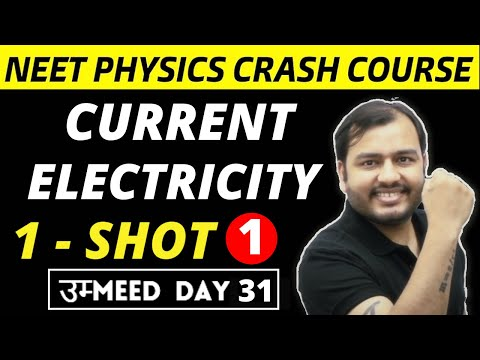 NEET PHYSICS CRASH COURSE
CURRENT
ELECTRICITY
1 - SHOT 1
उम्MEED DAY 31